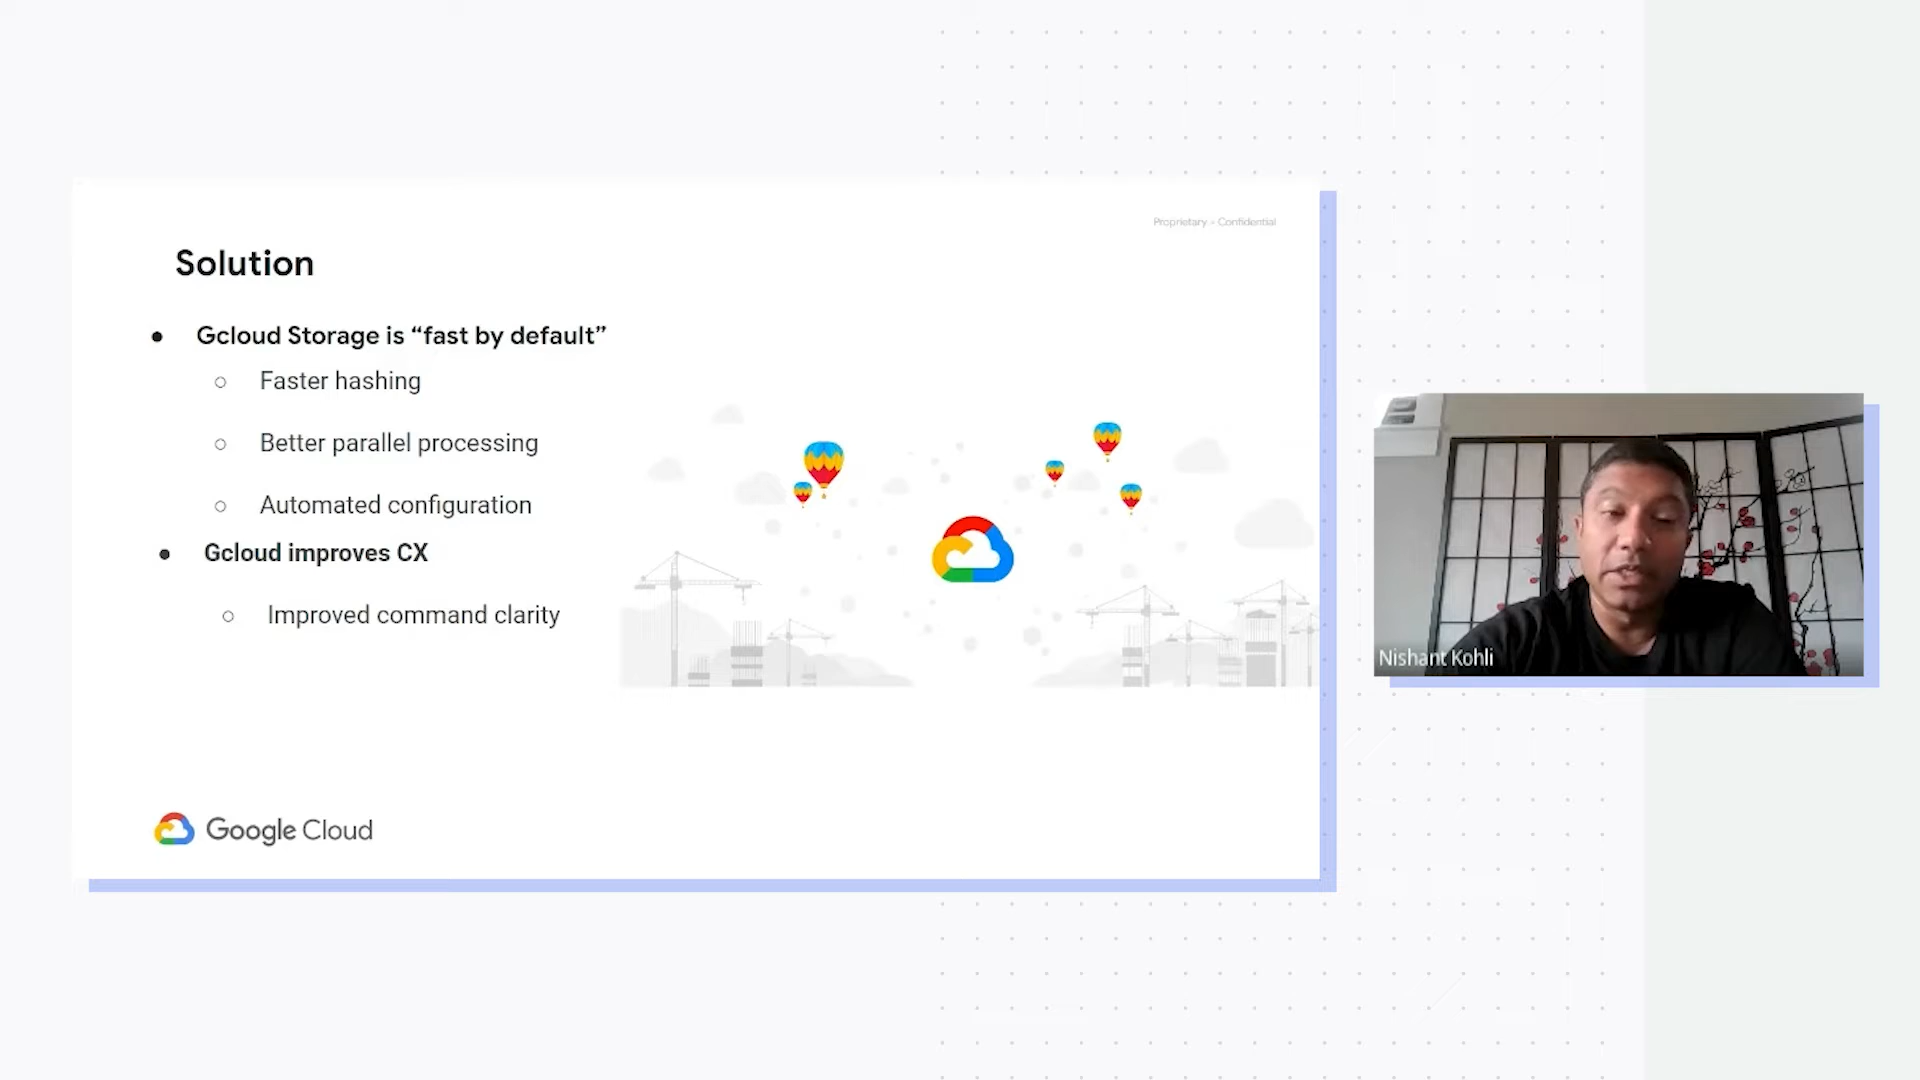 Proprietary + Confidential
Solution
● Gcloud Storage is “fast by default”
○ Faster hashing
○ Better parallel processing
○ Automated configuration
● Gcloud improves CX
○ Improved command clarity
Google Cloud
Nishant Kohli